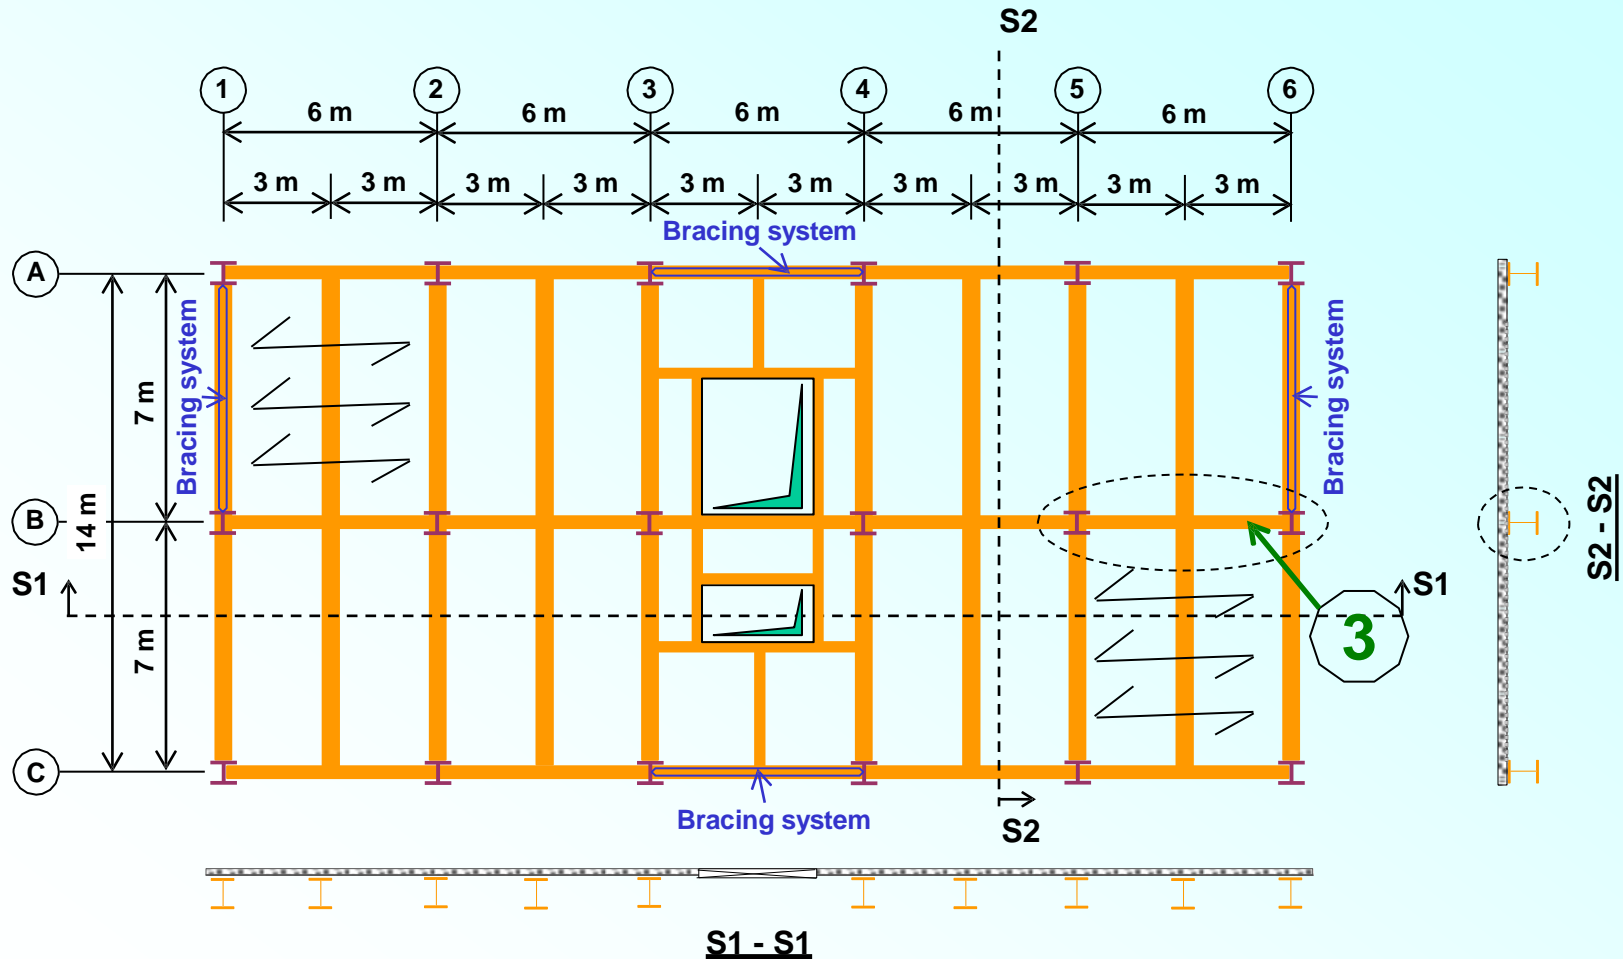 S2
1 2 3 4 5 6
6 m 6 m 6 m 6 m 6 m
3 m 3 m 3 m 3 m 3 m 3 m 3 m 3 m 3 m 3 m
Bracing system
A
Bracing system
Bracing system
7 m
B
14 m
S2 - S2
S1
S1
3
7 m
C
Bracing system
S2
S1 - S1